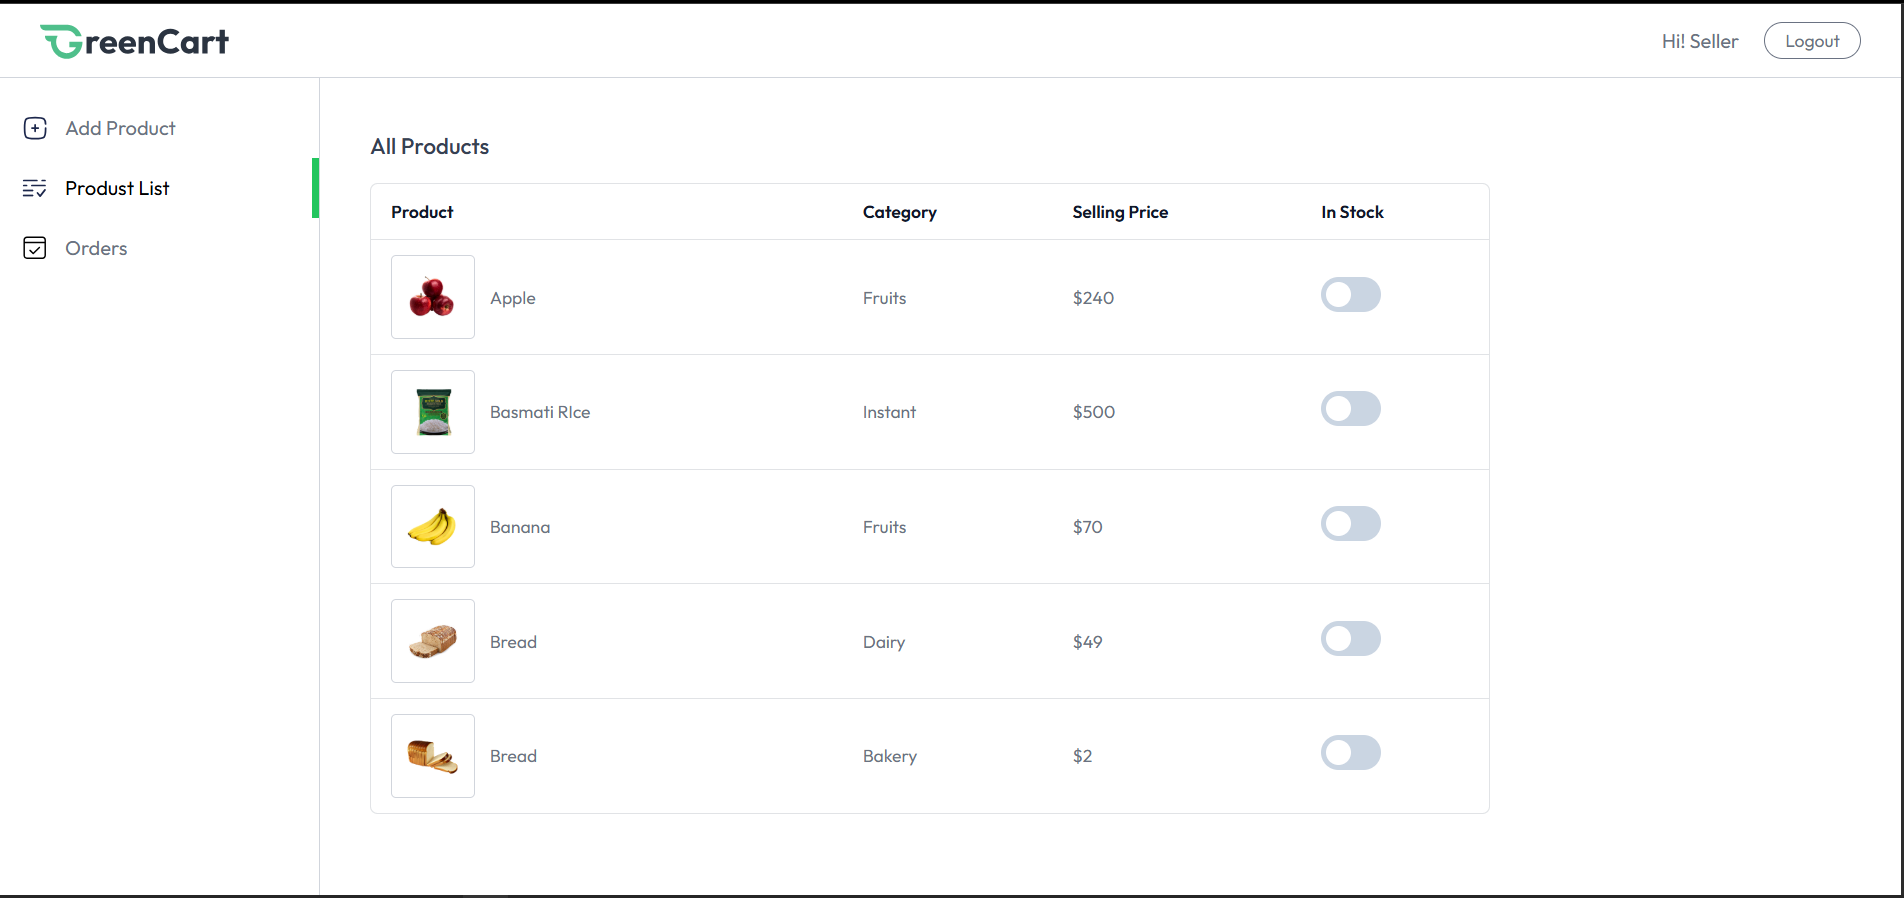 GreenCart
Hi! Seller
Logout
Add Product
Produst List
Orders
All Products
Product Category Selling Price In Stock
Apple Fruits $240
Basmati RIce Instant $500
Banana Fruits $70
Bread Dairy $49
Bread Bakery $2